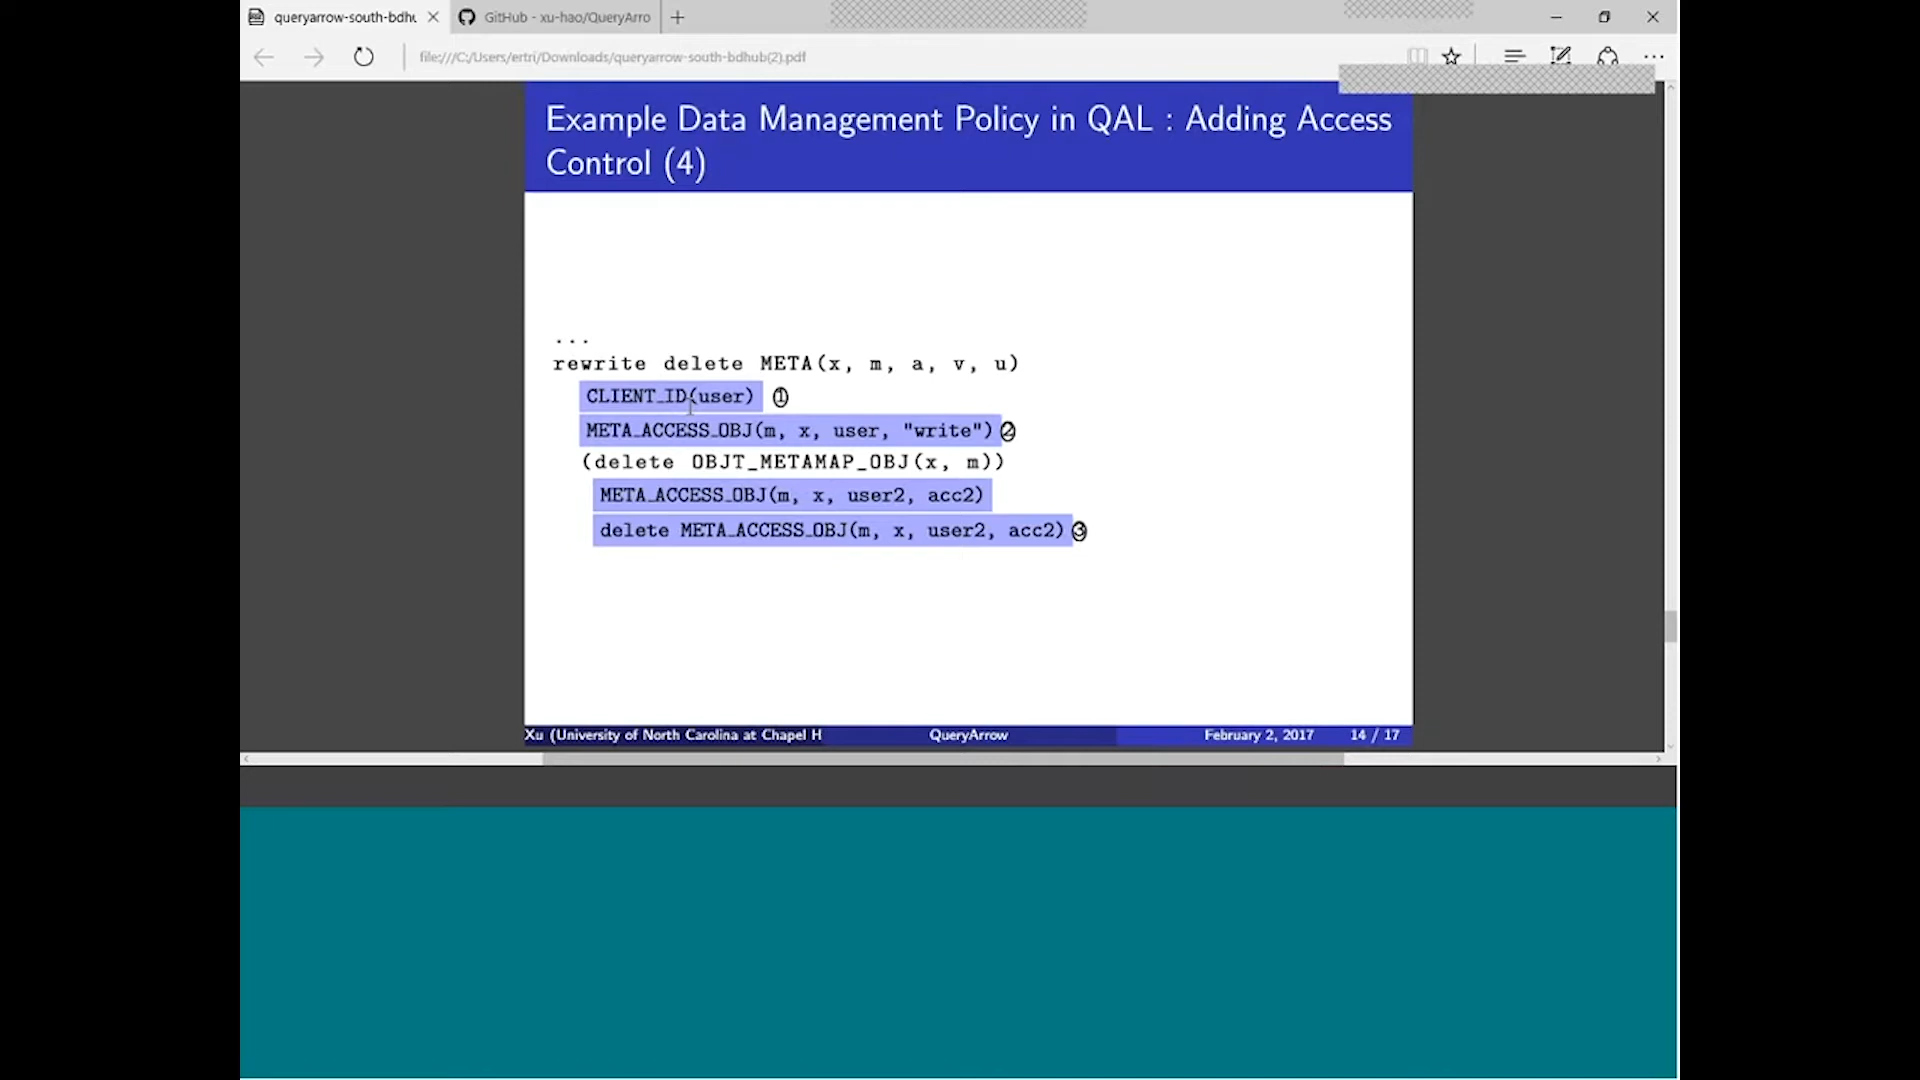 queryarrow-south-bdhu
GitHub - xu-hao/QueryArro
file:///C:/Users/ertri/Downloads/queryarrow-south-bdhub(2).pdf
Example Data Management Policy in QAL : Adding Access
Control (4)
...
rewrite delete META(x, m, a, v, u)
CLIENT_ID(user) ①
META_ACCESS_OBJ(m, x, user, "write") ②
(delete OBJT_METAMAP_OBJ(x, m))
META_ACCESS_OBJ(m, x, user2, acc2)
delete META_ACCESS_OBJ(m, x, user2, acc2) ③
Xu (University of North Carolina at Chapel H QueryArrow February 2, 2017 14 / 17